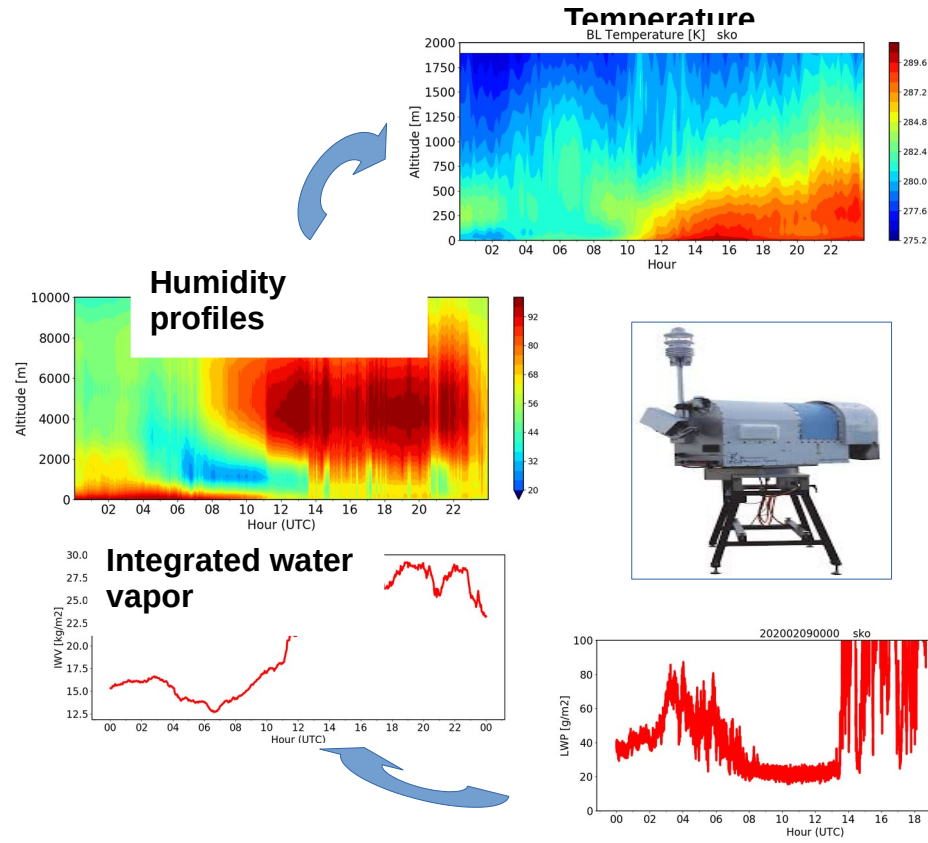 Temperature
BL Temperature [K] sko
2000
1750
1500
1250
1000
750
500
250
0
Altitude [m]
02 04 06 08 10 12 14 16 18 20 22
Hour
289.6
287.2
284.8
282.4
280.0
277.6
275.2
Humidity
profiles
10000
8000
6000
4000
2000
0
Altitude [m]
02 04 06 08 10 12 14 16 18 20 22
Hour (UTC)
92
80
68
56
44
32
20
Integrated water
vapor
30.0
27.5
25.0
22.5
20.0
17.5
15.0
12.5
IWV [kg/m2]
00 02 04 06 08 10 12 14 16 18 20 22 00
Hour (UTC)
202002090000 sko
100
80
60
40
20
0
LWP [g/m2]
00 02 04 06 08 10 12 14 16 18
Hour (UTC)